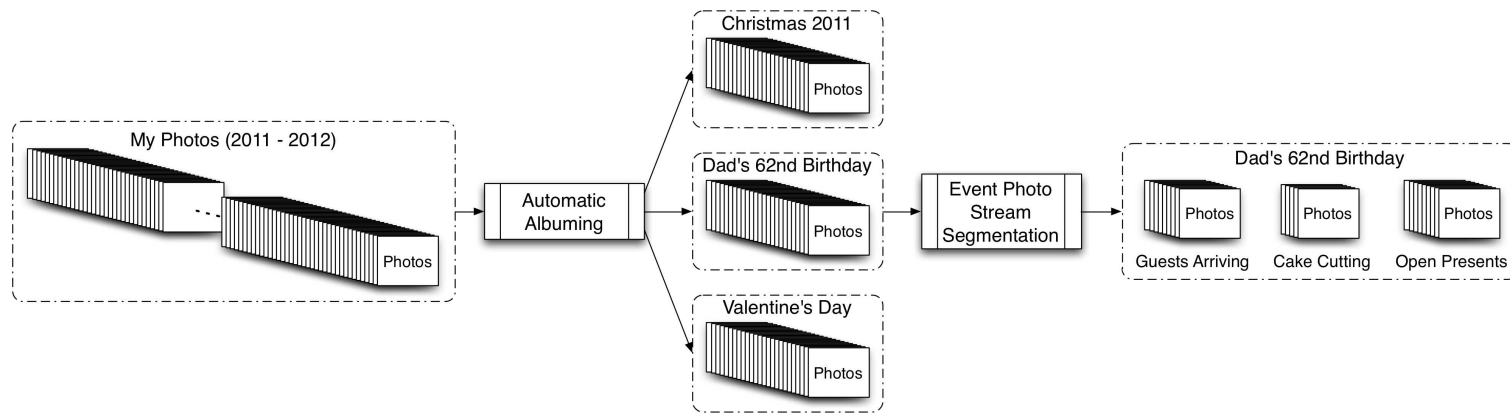 My Photos (2011 - 2012)
Photos
Automatic
Albuming
Christmas 2011
Photos
Dad's 62nd Birthday
Photos
Valentine's Day
Photos
Event Photo
Stream
Segmentation
Dad's 62nd Birthday
Photos
Photos
Photos
Guests Arriving
Cake Cutting
Open Presents